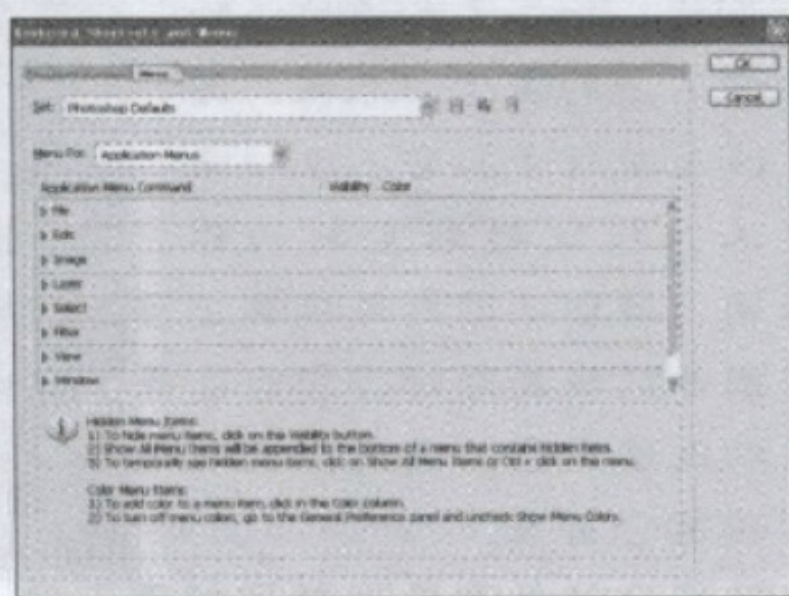 Keyboard Shortcuts and Menus
Menus
OK
Set: Photoshop Defaults
Cancel
Menu For: Application Menus
Application Menu Command Visibility Color
File
Edit
Image
Layer
Select
Filter
View
Window
Hidden Menu Items:
1) To hide menu items, click on the Visibility button.
2) Show All Menu Items will be appended to the bottom of a menu that contains hidden items.
3) To temporarily see hidden menu items, click on Show All Menu Items or Ctrl + click on the menu.
Color Menu Items:
1) To add color to a menu item, click in the Color column.
2) To turn off menu colors, go to the General Preference panel and uncheck Show Menu Colors.